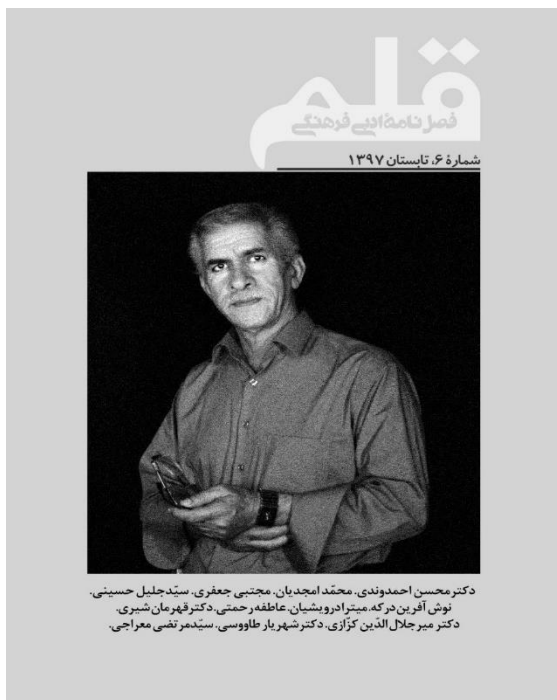 قلم
فصل‌نامهٔ ادبی فرهنگی
شمارهٔ ۶، تابستان ۱۳۹۷
دکتر محسن احمدوندی. محمّد امجدیان. مجتبی جعفری. سیّدجلیل حسینی.
نوش آفرین درکه. میترا درویشیان. عاطفه رحمتی. دکتر قهرمان شیری.
دکتر میر جلال الدّین کزّازی. دکتر شهریار طاووسی. سیّدمرتضی معراجی.